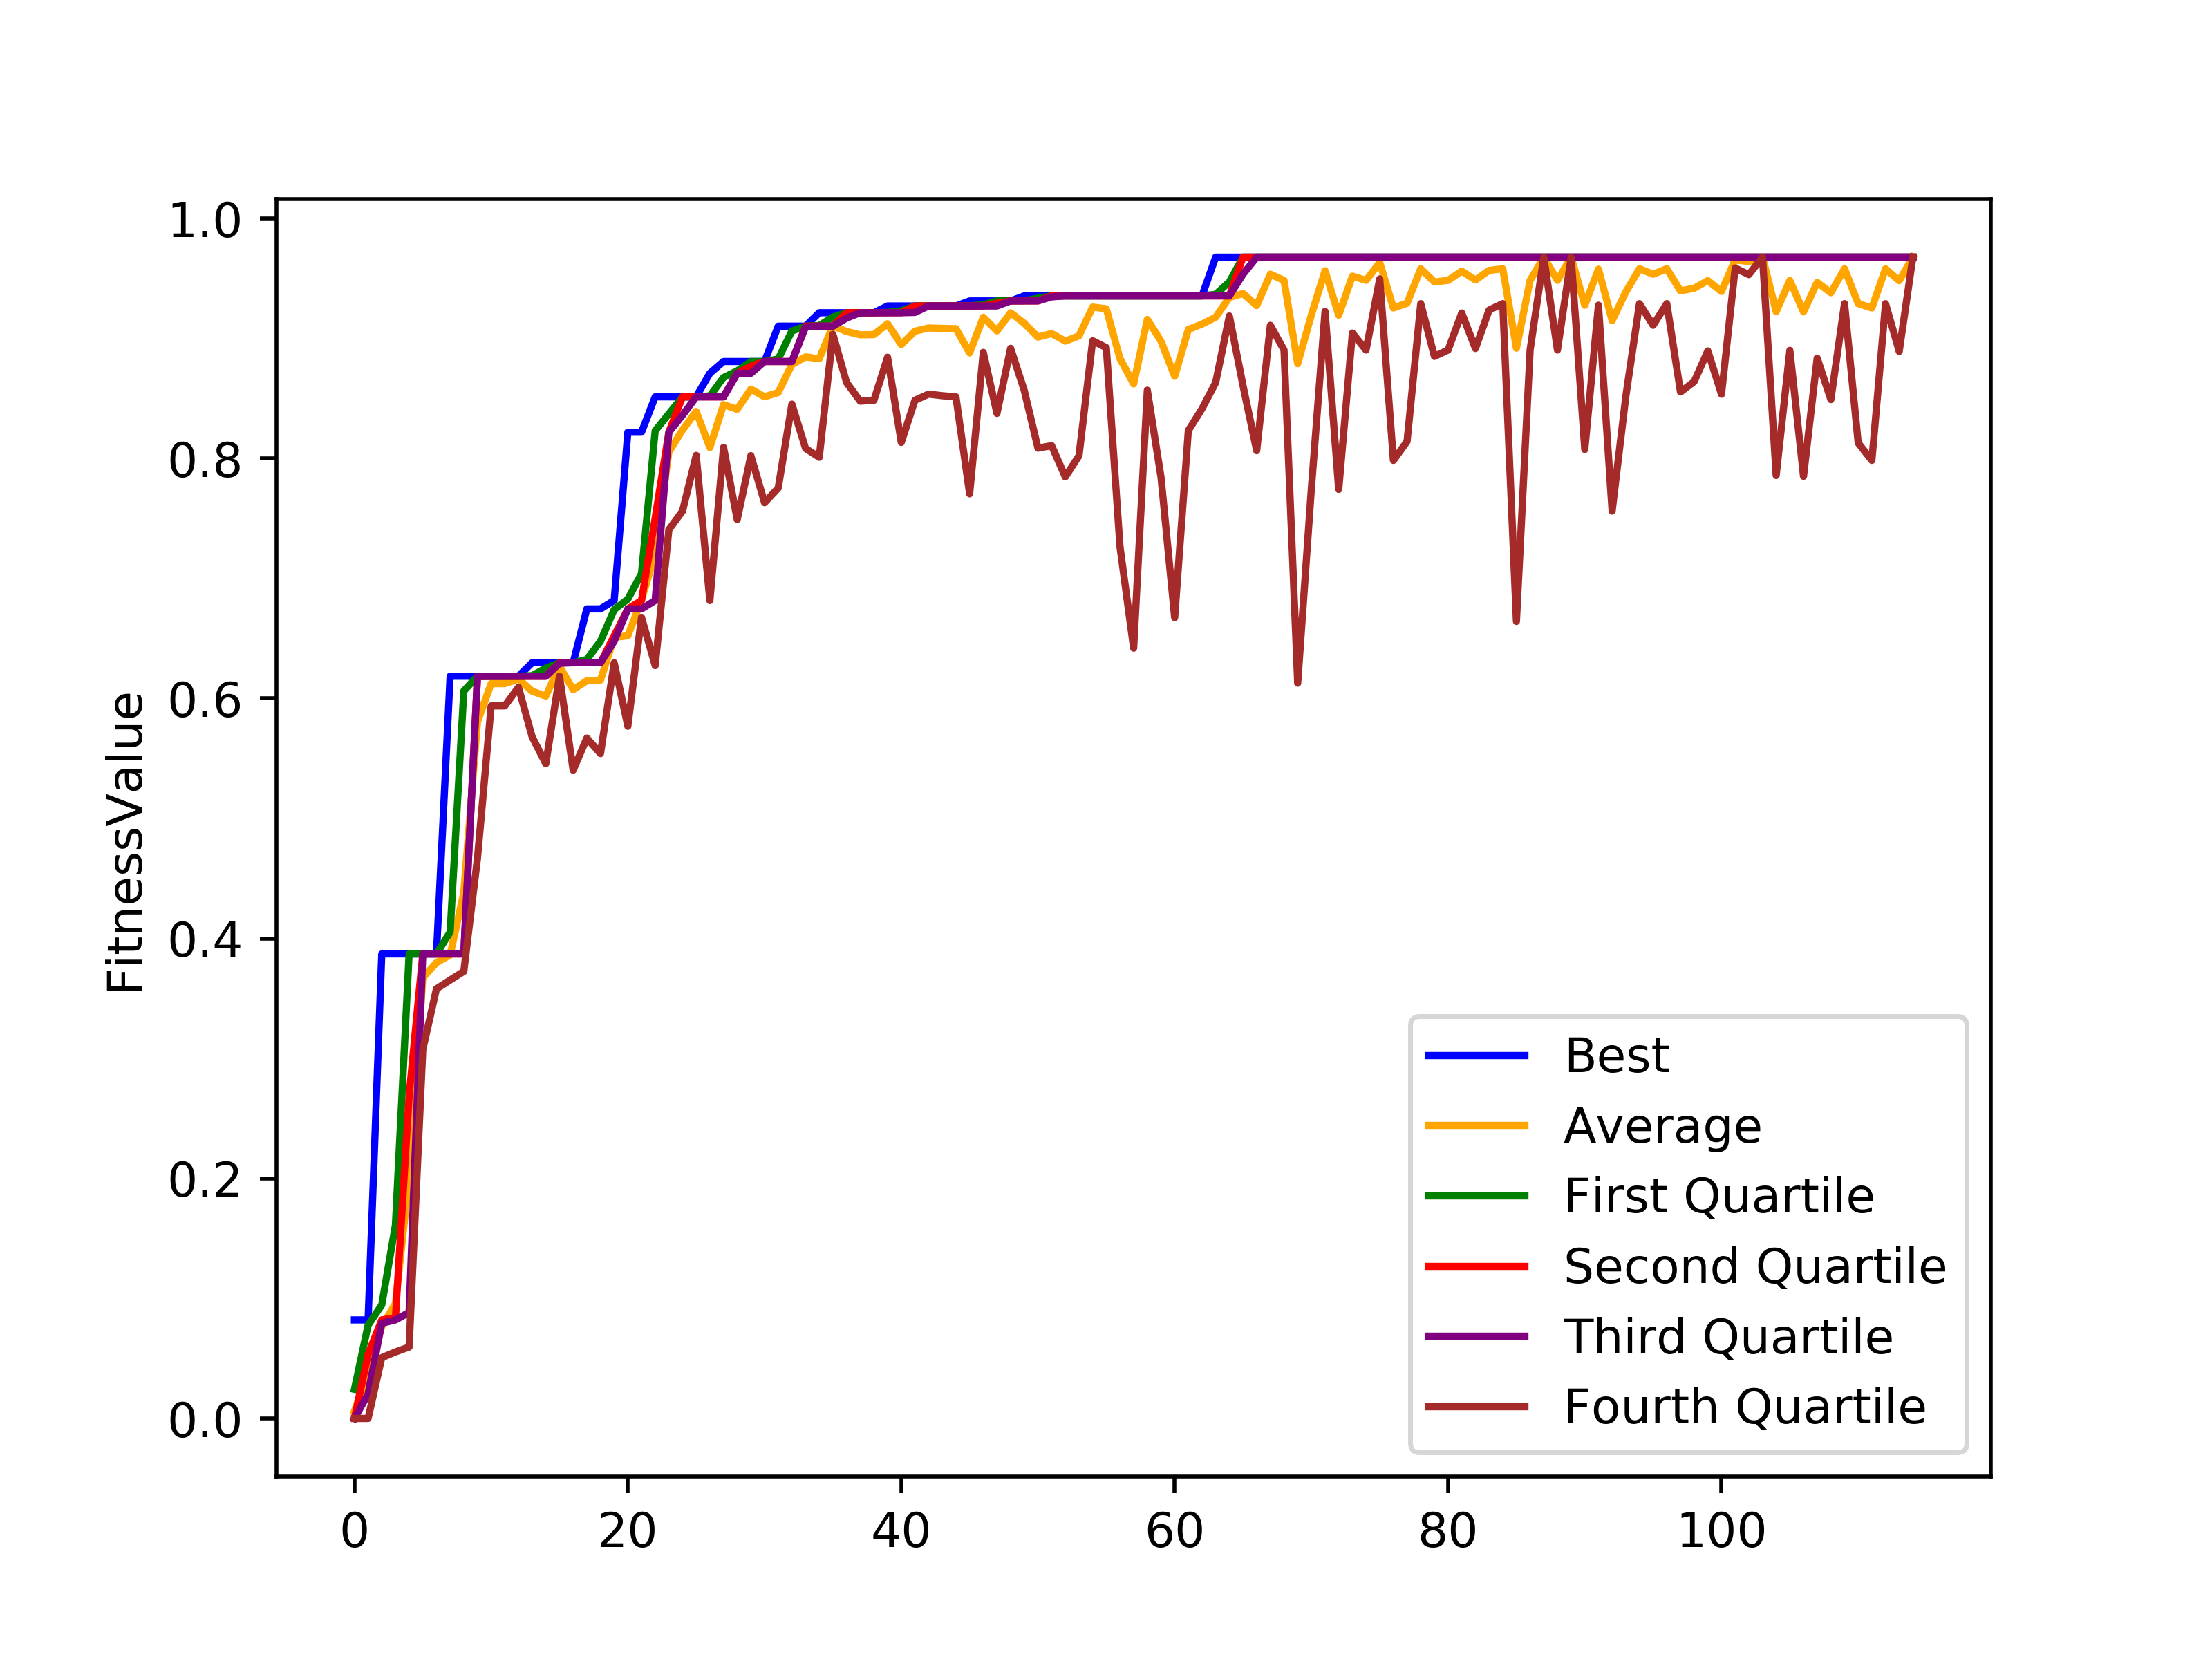 1.0
0.8
0.6
0.4
0.2
0.0
FitnessValue
0 20 40 60 80 100
Best
Average
First Quartile
Second Quartile
Third Quartile
Fourth Quartile